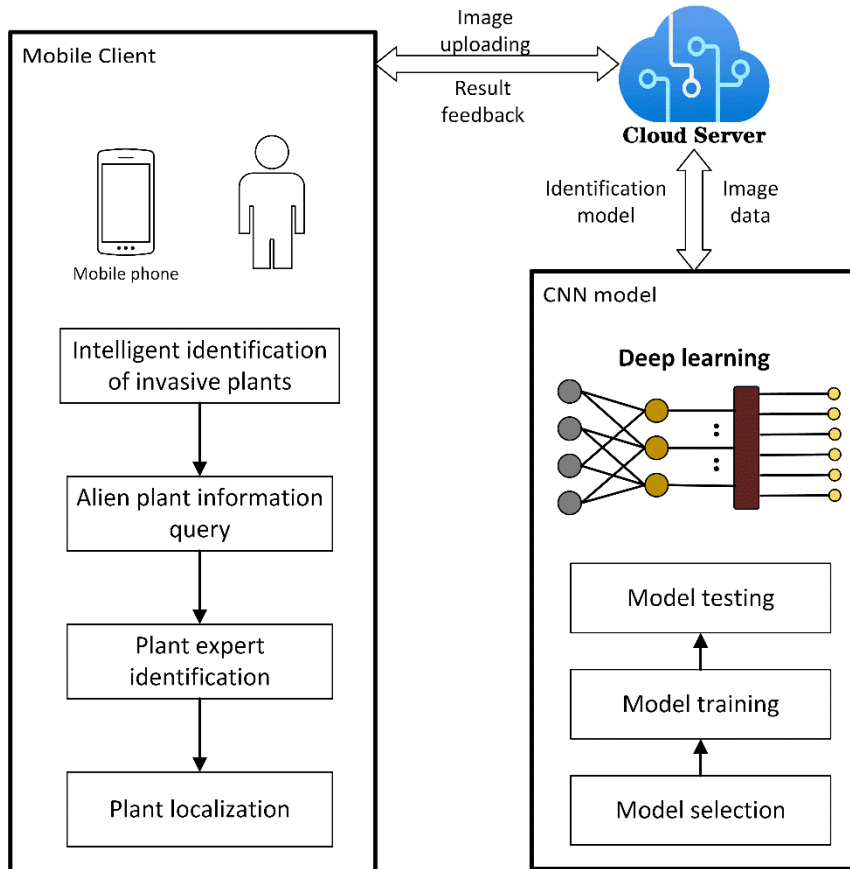 Mobile Client
Mobile phone
Intelligent identification
of invasive plants
Alien plant information
query
Plant expert
identification
Plant localization
Image
uploading
Result
feedback
Cloud Server
Identification
model
Image
data
CNN model
Deep learning
Model testing
Model training
Model selection